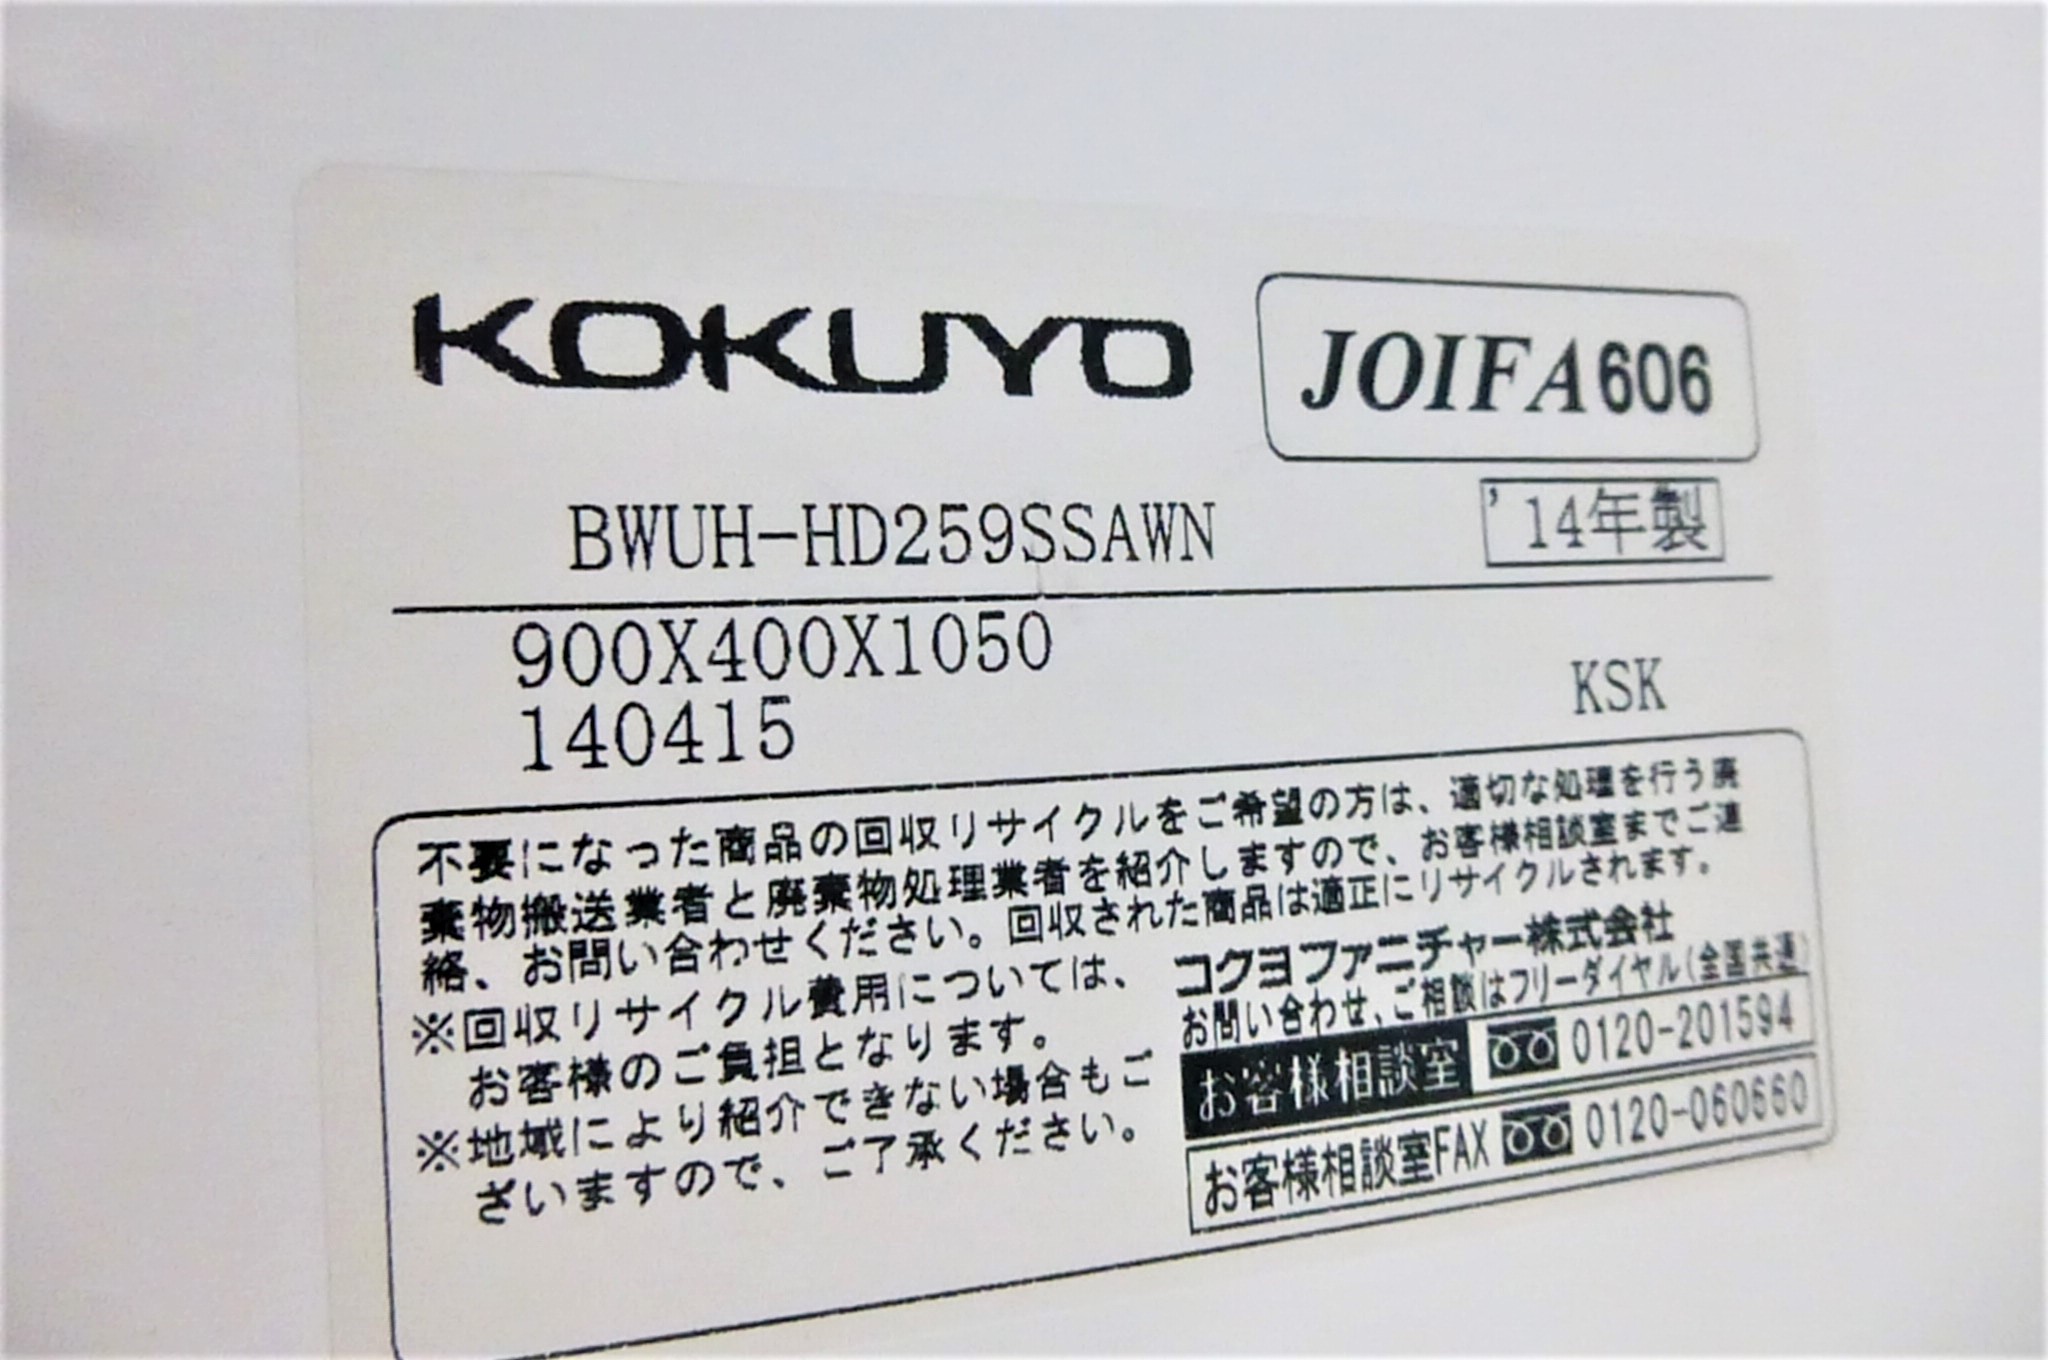 KOKUYO
JOIFA606
BWUH-HD259SSAWN
'14年製
900X400X1050
KSK
140415
不要になった商品の回収リサイクルをご希望の方は、適切な処理を行う廃
棄物搬送業者と廃棄物処理業者を紹介しますので、お客様相談室までご連
絡、お問い合わせください。回収された商品は適正にリサイクルされます。
※回収リサイクル費用については、
お客様のご負担となります。
※地域により紹介できない場合もご
ざいますので、ご了承ください。
コクヨファニチャー株式会社
お問い合わせ、ご相談はフリーダイヤル(全国共通)
お客様相談室 0120-201594
お客様相談室FAX 0120-060660